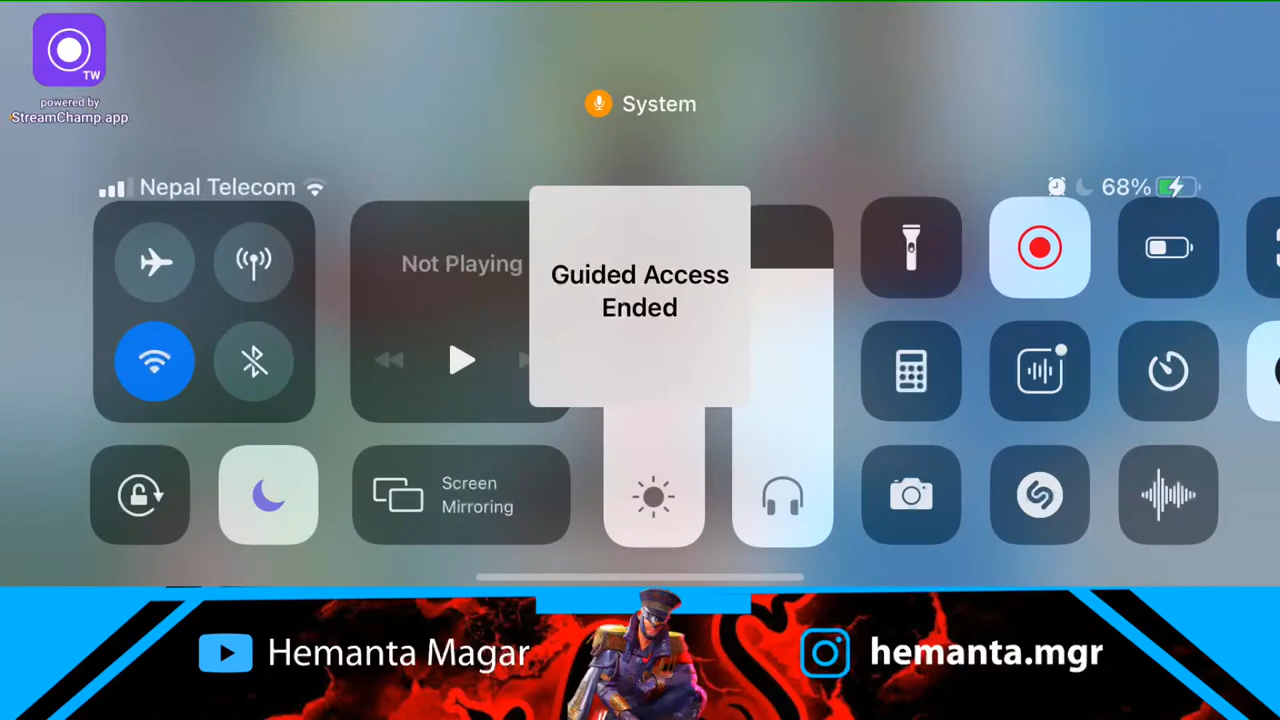 TW
powered by
StreamChamp.app
System
Nepal Telecom
68%
Not Playing
Guided Access
Ended
Screen
Mirroring
Hemanta Magar
hemanta.mgr